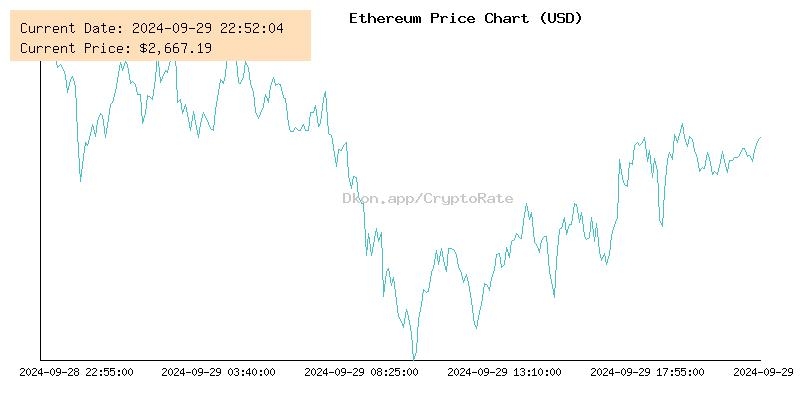 Ethereum Price Chart (USD)
Current Date: 2024-09-29 22:52:04
Current Price: $2,667.19
Dkon.app/CryptoRate
2024-09-28 22:55:00
2024-09-29 03:40:00
2024-09-29 08:25:00
2024-09-29 13:10:00
2024-09-29 17:55:00
2024-09-29